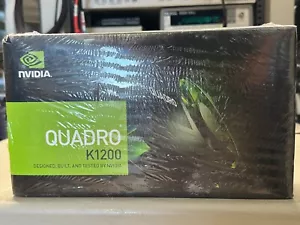 NVIDIA
QUADRO
K1200
DESIGNED, BUILT, AND TESTED BY NVIDIA